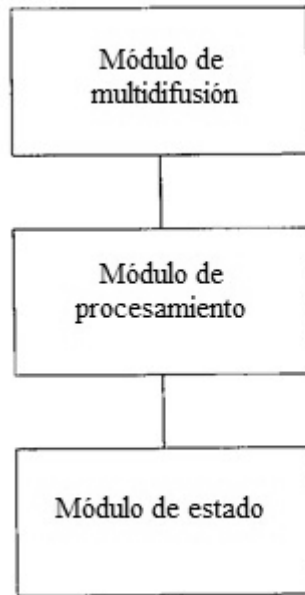 Módulo de
multidifusión
Módulo de
procesamiento
Módulo de estado